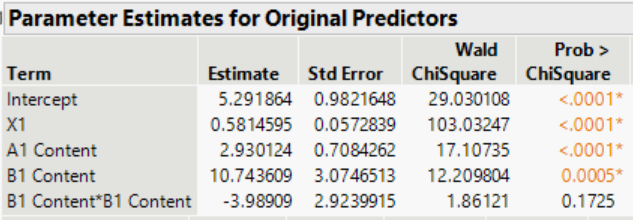 Parameter Estimates for Original Predictors
Wald Prob >
Term Estimate Std Error ChiSquare ChiSquare
Intercept 5.291864 0.9821648 29.030108 <.0001*
X1 0.5814595 0.0572839 103.03247 <.0001*
A1 Content 2.930124 0.7084262 17.10735 <.0001*
B1 Content 10.743609 3.0746513 12.209804 0.0005*
B1 Content*B1 Content -3.98909 2.9239915 1.86121 0.1725